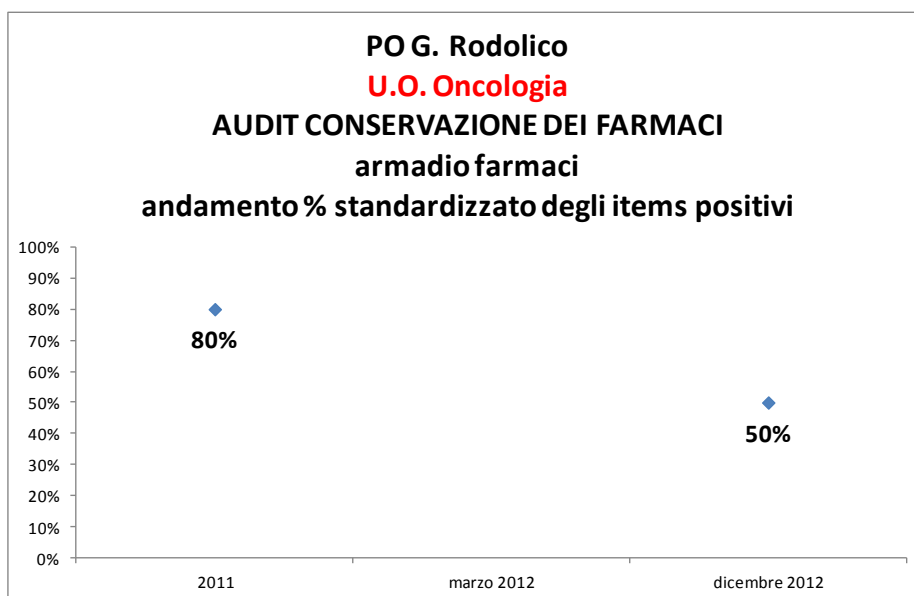 PO G. Rodolico
U.O. Oncologia
AUDIT CONSERVAZIONE DEI FARMACI
armadio farmaci
andamento % standardizzato degli items positivi
100%
90%
80%
80%
70%
60%
50%
50%
40%
30%
20%
10%
0%
2011 marzo 2012 dicembre 2012